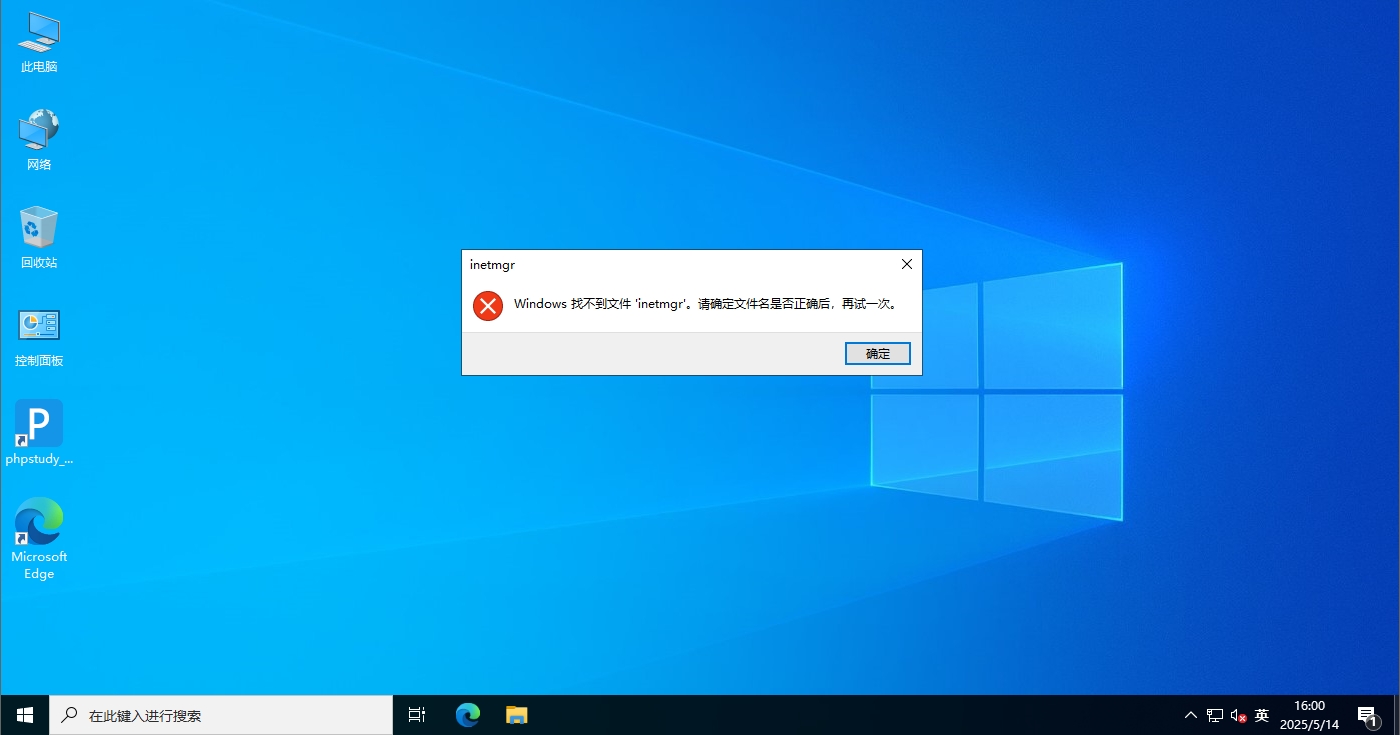 此电脑
网络
回收站
控制面板
P
phpstudy_...
Microsoft
Edge
inetmgr
Windows 找不到文件 'inetmgr'。请确定文件名是否正确后，再试一次。
确定
在此键入进行搜索
英
16:00
2025/5/14
1